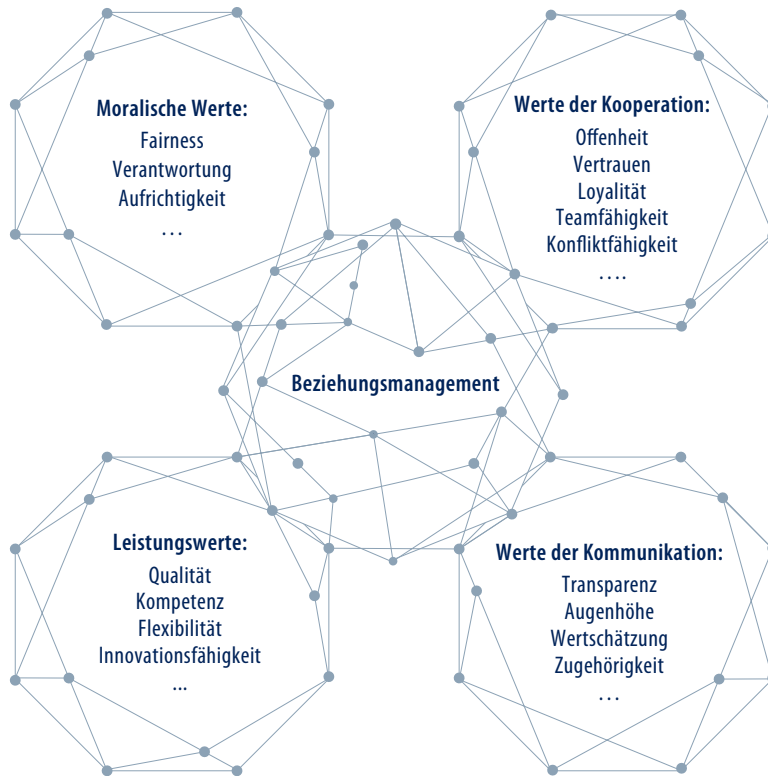 Moralische Werte:
Fairness
Verantwortung
Aufrichtigkeit
…
Werte der Kooperation:
Offenheit
Vertrauen
Loyalität
Teamfähigkeit
Konfliktfähigkeit
….
Beziehungsmanagement
Leistungswerte:
Qualität
Kompetenz
Flexibilität
Innovationsfähigkeit
...
Werte der Kommunikation:
Transparenz
Augenhöhe
Wertschätzung
Zugehörigkeit
…